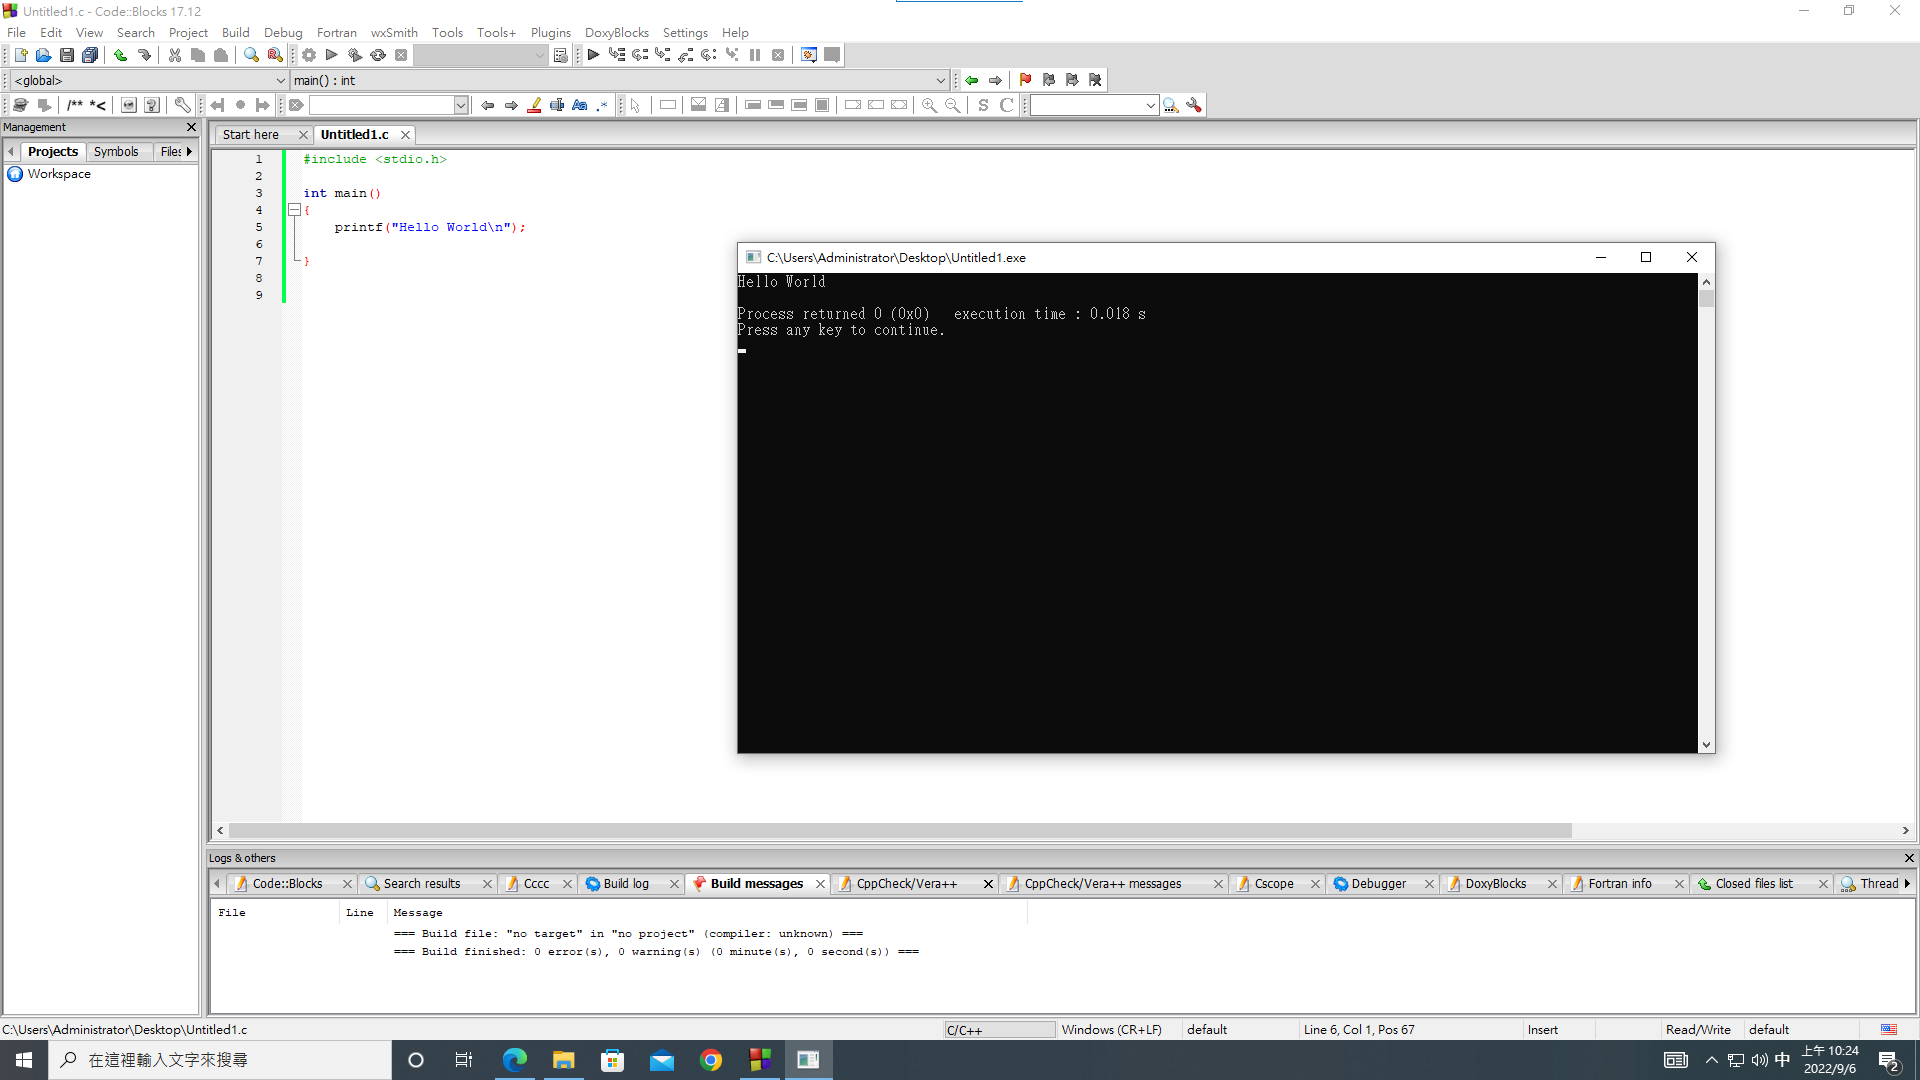 Untitled1.c - Code::Blocks 17.12
File Edit View Search Project Build Debug Fortran wxSmith Tools Tools+ Plugins DoxyBlocks Settings Help
<global> main() : int
/** *< Aa .* S C
Management
Projects Symbols Files
Workspace
Start here Untitled1.c
1 #include <stdio.h>
2
3 int main()
4 {
5 printf("Hello World\n");
6
7 }
8
9
C:\Users\Administrator\Desktop\Untitled1.exe
Hello World
Process returned 0 (0x0)   execution time : 0.018 s
Press any key to continue.
Logs & others
Code::Blocks Search results Cccc Build log Build messages CppCheck/Vera++ CppCheck/Vera++ messages Cscope Debugger DoxyBlocks Fortran info Closed files list Thread
File Line Message
=== Build file: "no target" in "no project" (compiler: unknown) ===
=== Build finished: 0 error(s), 0 warning(s) (0 minute(s), 0 second(s)) ===
C:\Users\Administrator\Desktop\Untitled1.c C/C++ Windows (CR+LF) default Line 6, Col 1, Pos 67 Insert Read/Write default
在這裡輸入文字來搜尋 中 上午 10:24
2022/9/6 2